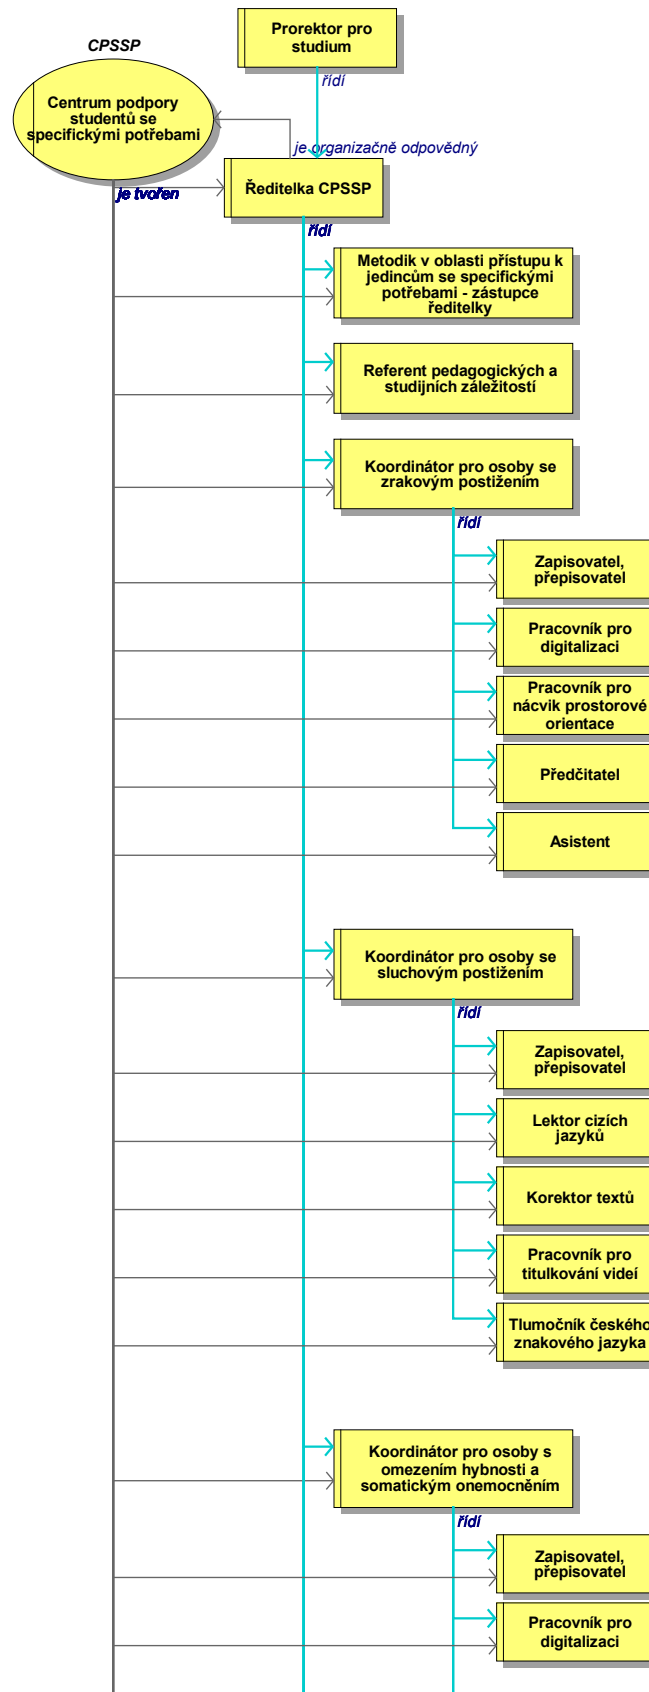 CPSSP
Prorektor pro
studium
řídí
Centrum podpory
studentů se
specifickými potřebami
je organizačně odpovědný
je tvořen
Ředitelka CPSSP
řídí
Metodik v oblasti přístupu k
jedincům se specifickými
potřebami - zástupce
ředitelky
Referent pedagogických a
studijních záležitostí
Koordinátor pro osoby se
zrakovým postižením
řídí
Zapisovatel,
přepisovatel
Pracovník pro
digitalizaci
Pracovník pro
nácvik prostorové
orientace
Předčitatel
Asistent
Koordinátor pro osoby se
sluchovým postižením
řídí
Zapisovatel,
přepisovatel
Lektor cizích
jazyků
Korektor textů
Pracovník pro
titulkování videí
Tlumočník českého
znakového jazyka
Koordinátor pro osoby s
omezením hybnosti a
somatickým onemocněním
řídí
Zapisovatel,
přepisovatel
Pracovník pro
digitalizaci